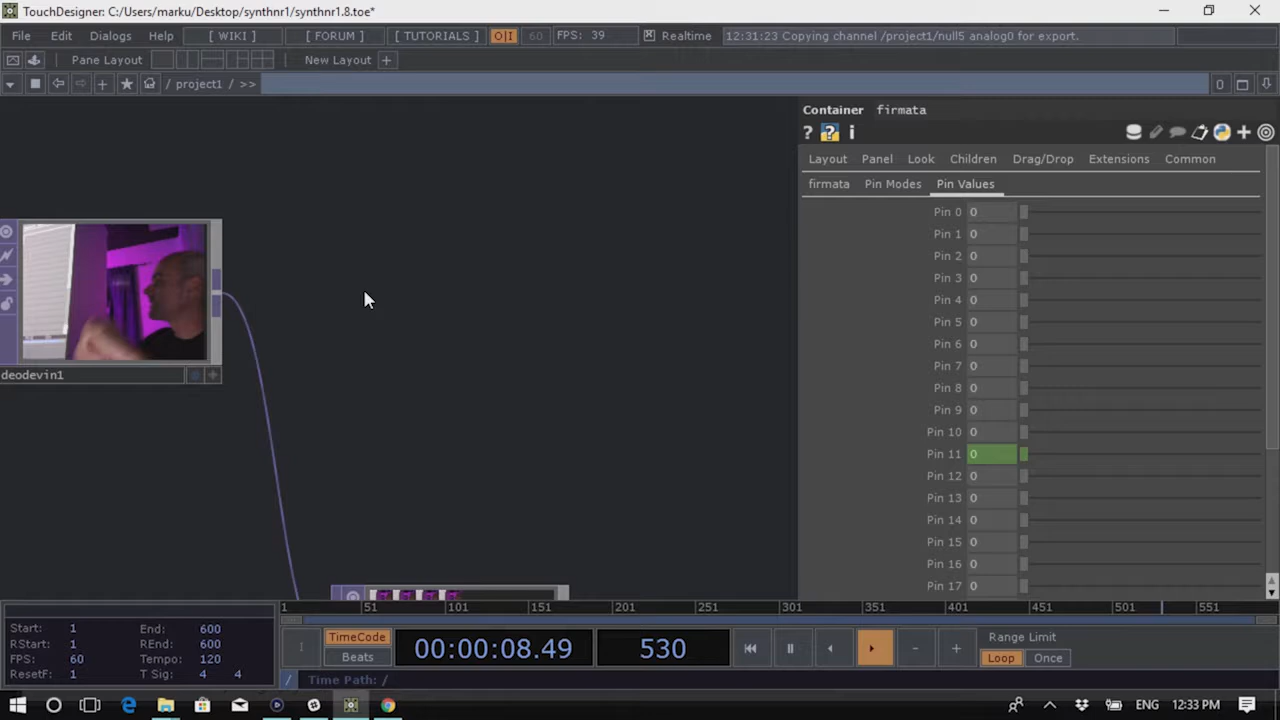 TouchDesigner: C:/Users/marku/Desktop/synthnr1/synthnr1.8.toe*
File Edit Dialogs Help [ WIKI ] [ FORUM ] [ TUTORIALS ] O|I 60 FPS: 39 Realtime 12:31:23 Copying channel /project1/null5 analog0 for export.
Pane Layout New Layout +
/ project1 / >> 0
Container firmata
? ? i
Layout Panel Look Children Drag/Drop Extensions Common
firmata Pin Modes Pin Values
Pin 0 0
Pin 1 0
Pin 2 0
Pin 3 0
Pin 4 0
Pin 5 0
Pin 6 0
Pin 7 0
Pin 8 0
Pin 9 0
Pin 10 0
Pin 11 0
Pin 12 0
Pin 13 0
Pin 14 0
Pin 15 0
Pin 16 0
Pin 17 0
deodevin1
1 51 101 151 201 251 301 351 401 451 501 551
Start: 1 End: 600
RStart: 1 REnd: 600
FPS: 60 Tempo: 120
ResetF: 1 T Sig: 4 4
TimeCode
Beats
00:00:08.49 530
Range Limit
Loop Once
/ Time Path: /
ENG 12:33 PM